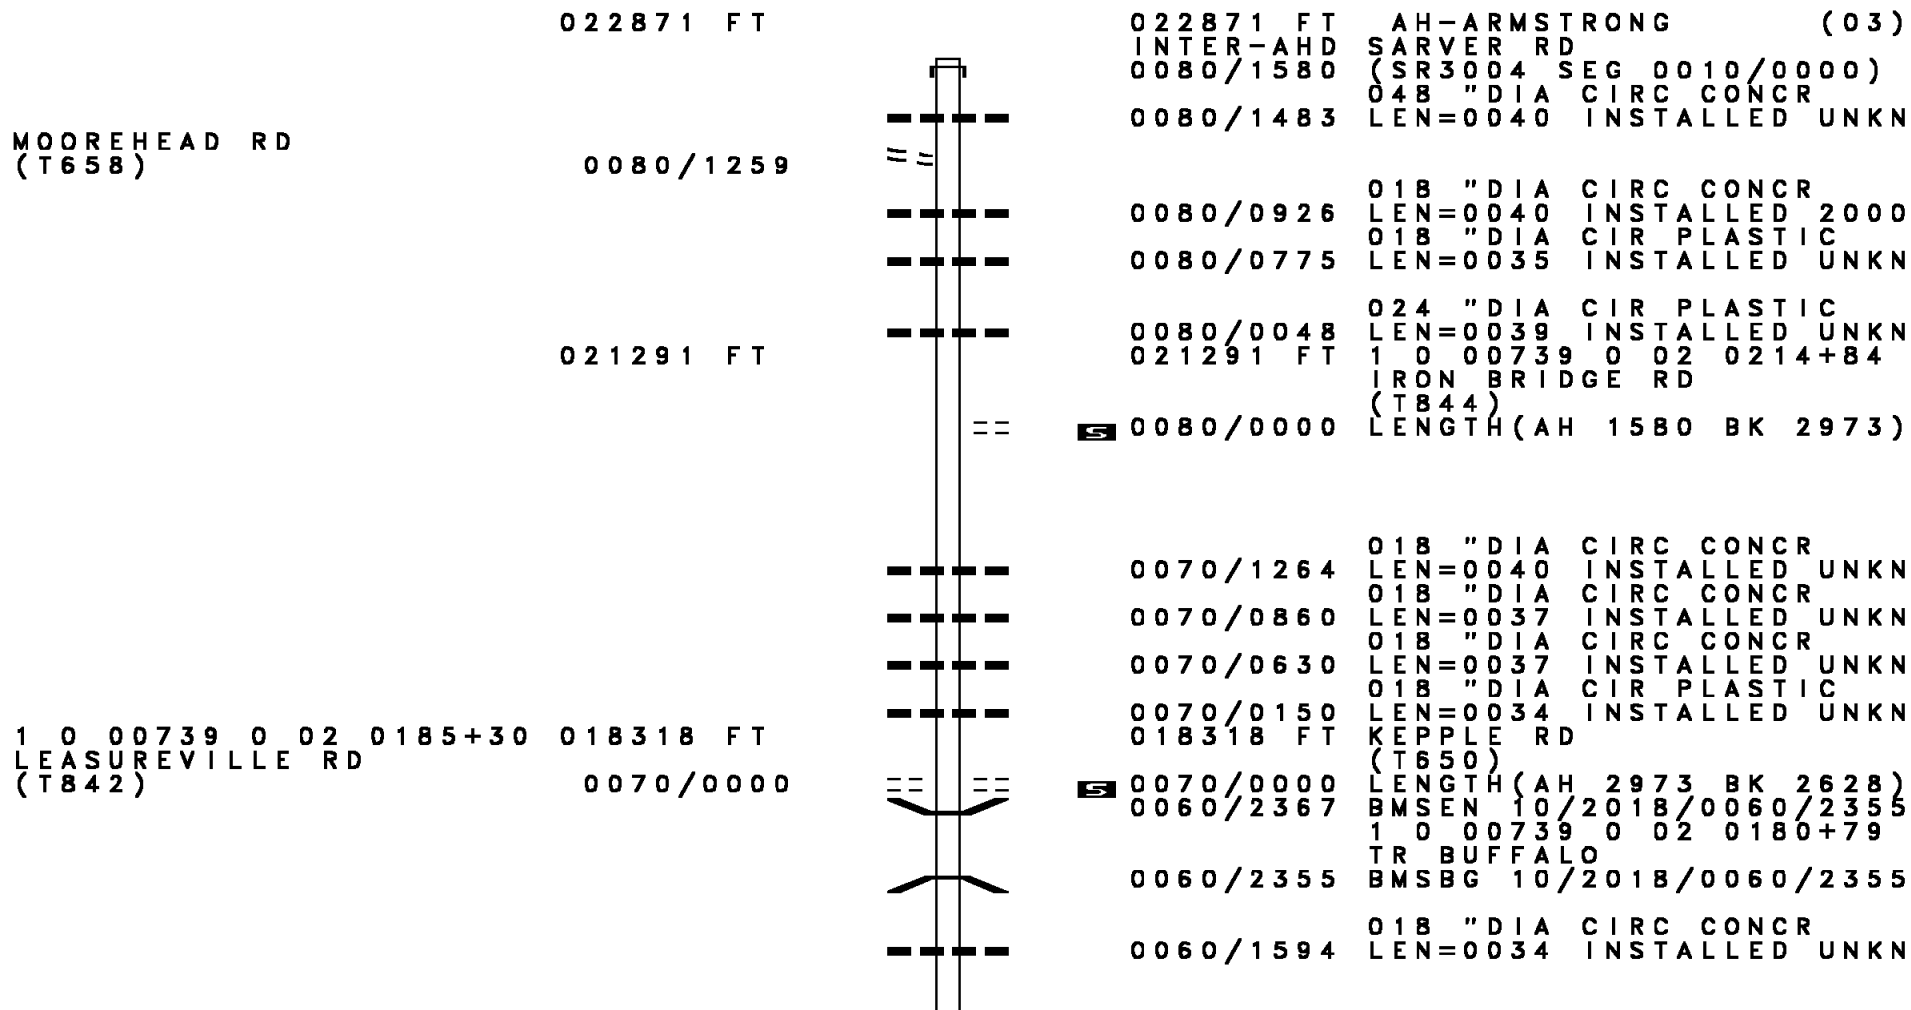 022871 FT 022871 FT AH-ARMSTRONG (03)
INTER-AHD SARVER RD
0080/1580 (SR3004 SEG 0010/0000)
048 "DIA CIRC CONCR
0080/1483 LEN=0040 INSTALLED UNKN
MOOREHEAD RD
(T658) 0080/1259
018 "DIA CIRC CONCR
0080/0926 LEN=0040 INSTALLED 2000
018 "DIA CIR PLASTIC
0080/0775 LEN=0035 INSTALLED UNKN
024 "DIA CIR PLASTIC
0080/0048 LEN=0039 INSTALLED UNKN
021291 FT 021291 FT 1 0 00739 0 02 0214+84
IRON BRIDGE RD
(T844)
S 0080/0000 LENGTH(AH 1580 BK 2973)
018 "DIA CIRC CONCR
0070/1264 LEN=0040 INSTALLED UNKN
018 "DIA CIRC CONCR
0070/0860 LEN=0037 INSTALLED UNKN
018 "DIA CIRC CONCR
0070/0630 LEN=0037 INSTALLED UNKN
018 "DIA CIR PLASTIC
0070/0150 LEN=0034 INSTALLED UNKN
1 0 00739 0 02 0185+30 018318 FT 018318 FT KEPPLE RD
LEASUREVILLE RD (T650)
(T842) 0070/0000 S 0070/0000 LENGTH(AH 2973 BK 2628)
0060/2367 BMSEN 10/2018/0060/2355
1 0 00739 0 02 0180+79
TR BUFFALO
0060/2355 BMSBG 10/2018/0060/2355
018 "DIA CIRC CONCR
0060/1594 LEN=0034 INSTALLED UNKN